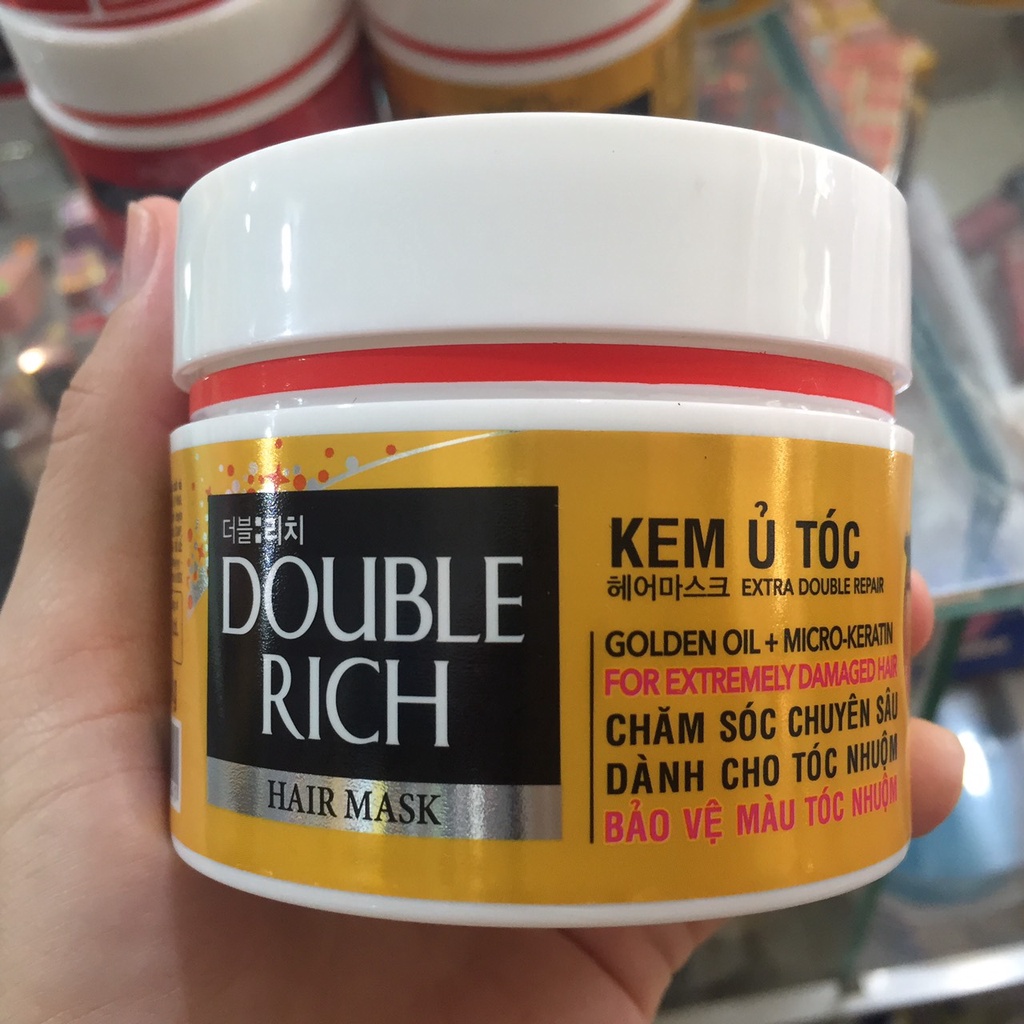 더블:리치
DOUBLE
RICH
HAIR MASK
KEM Ủ TÓC
헤어마스크 EXTRA DOUBLE REPAIR
GOLDEN OIL + MICRO-KERATIN
FOR EXTREMELY DAMAGED HAIR
CHĂM SÓC CHUYÊN SÂU
DÀNH CHO TÓC NHUỘM
BẢO VỆ MÀU TÓC NHUỘM